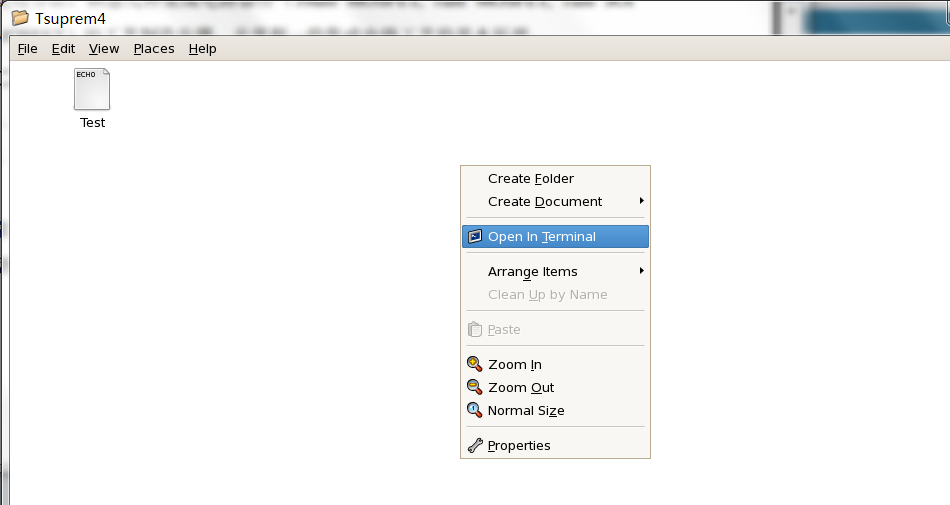 Tsuprem4
File Edit View Places Help
ECHO
Test
Create Folder
Create Document
Open In Terminal
Arrange Items
Clean Up by Name
Paste
Zoom In
Zoom Out
Normal Size
Properties